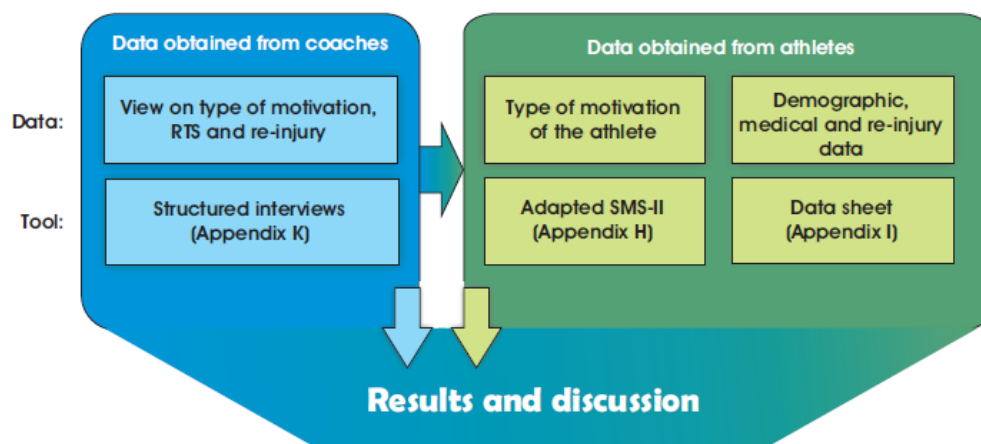 Data obtained from coaches
Data obtained from athletes
Data:
View on type of motivation,
RTS and re-injury
Type of motivation
of the athlete
Demographic,
medical and re-injury
data
Tool:
Structured interviews
(Appendix K)
Adapted SMS-II
(Appendix H)
Data sheet
(Appendix I)
Results and discussion